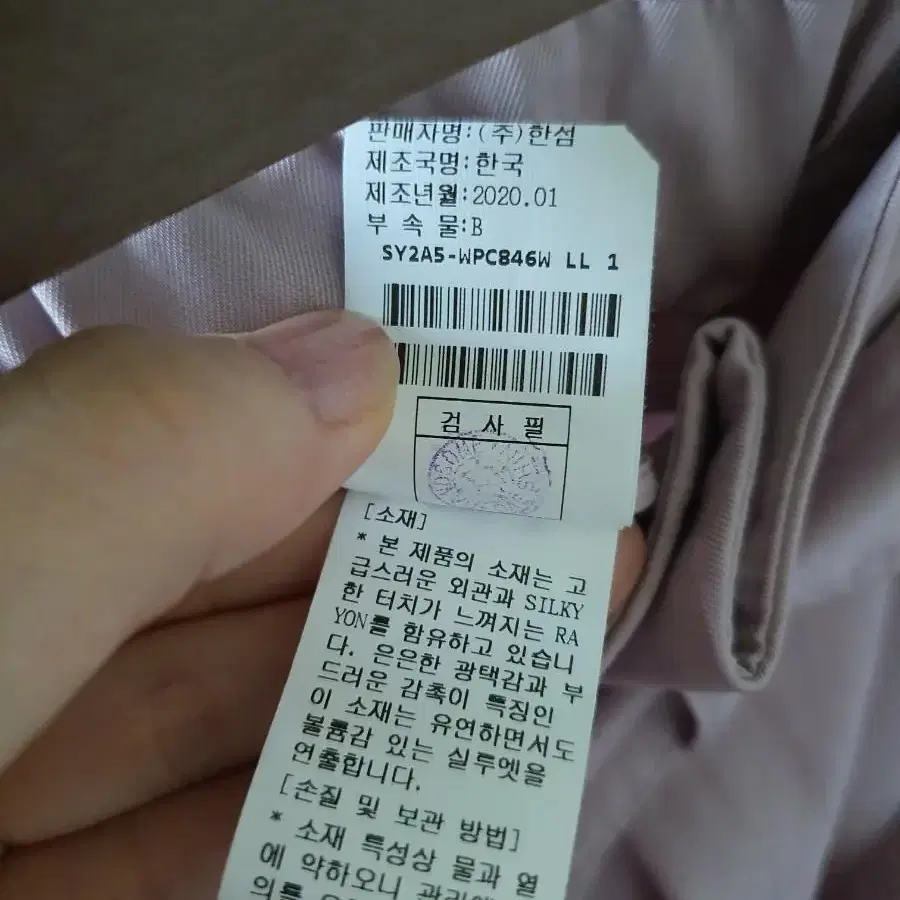 판매자명:(주)한섬
제조국명:한국
제조년월:2020.01
부 속 물:B
SY2A5-WPC846W LL 1
검 사 필
[소재]
* 본 제품의 소재는 고
급스러운 외관과 SILKY
한 터치가 느껴지는 RA
YON를 함유하고 있습니
다. 은은한 광택감과 부
드러운 감촉이 특징인
이 소재는 유연하면서도
볼륨감 있는 실루엣을
연출합니다.
[손질 및 보관 방법]
* 소재 특성상 물과 열
에 약하오니
의를